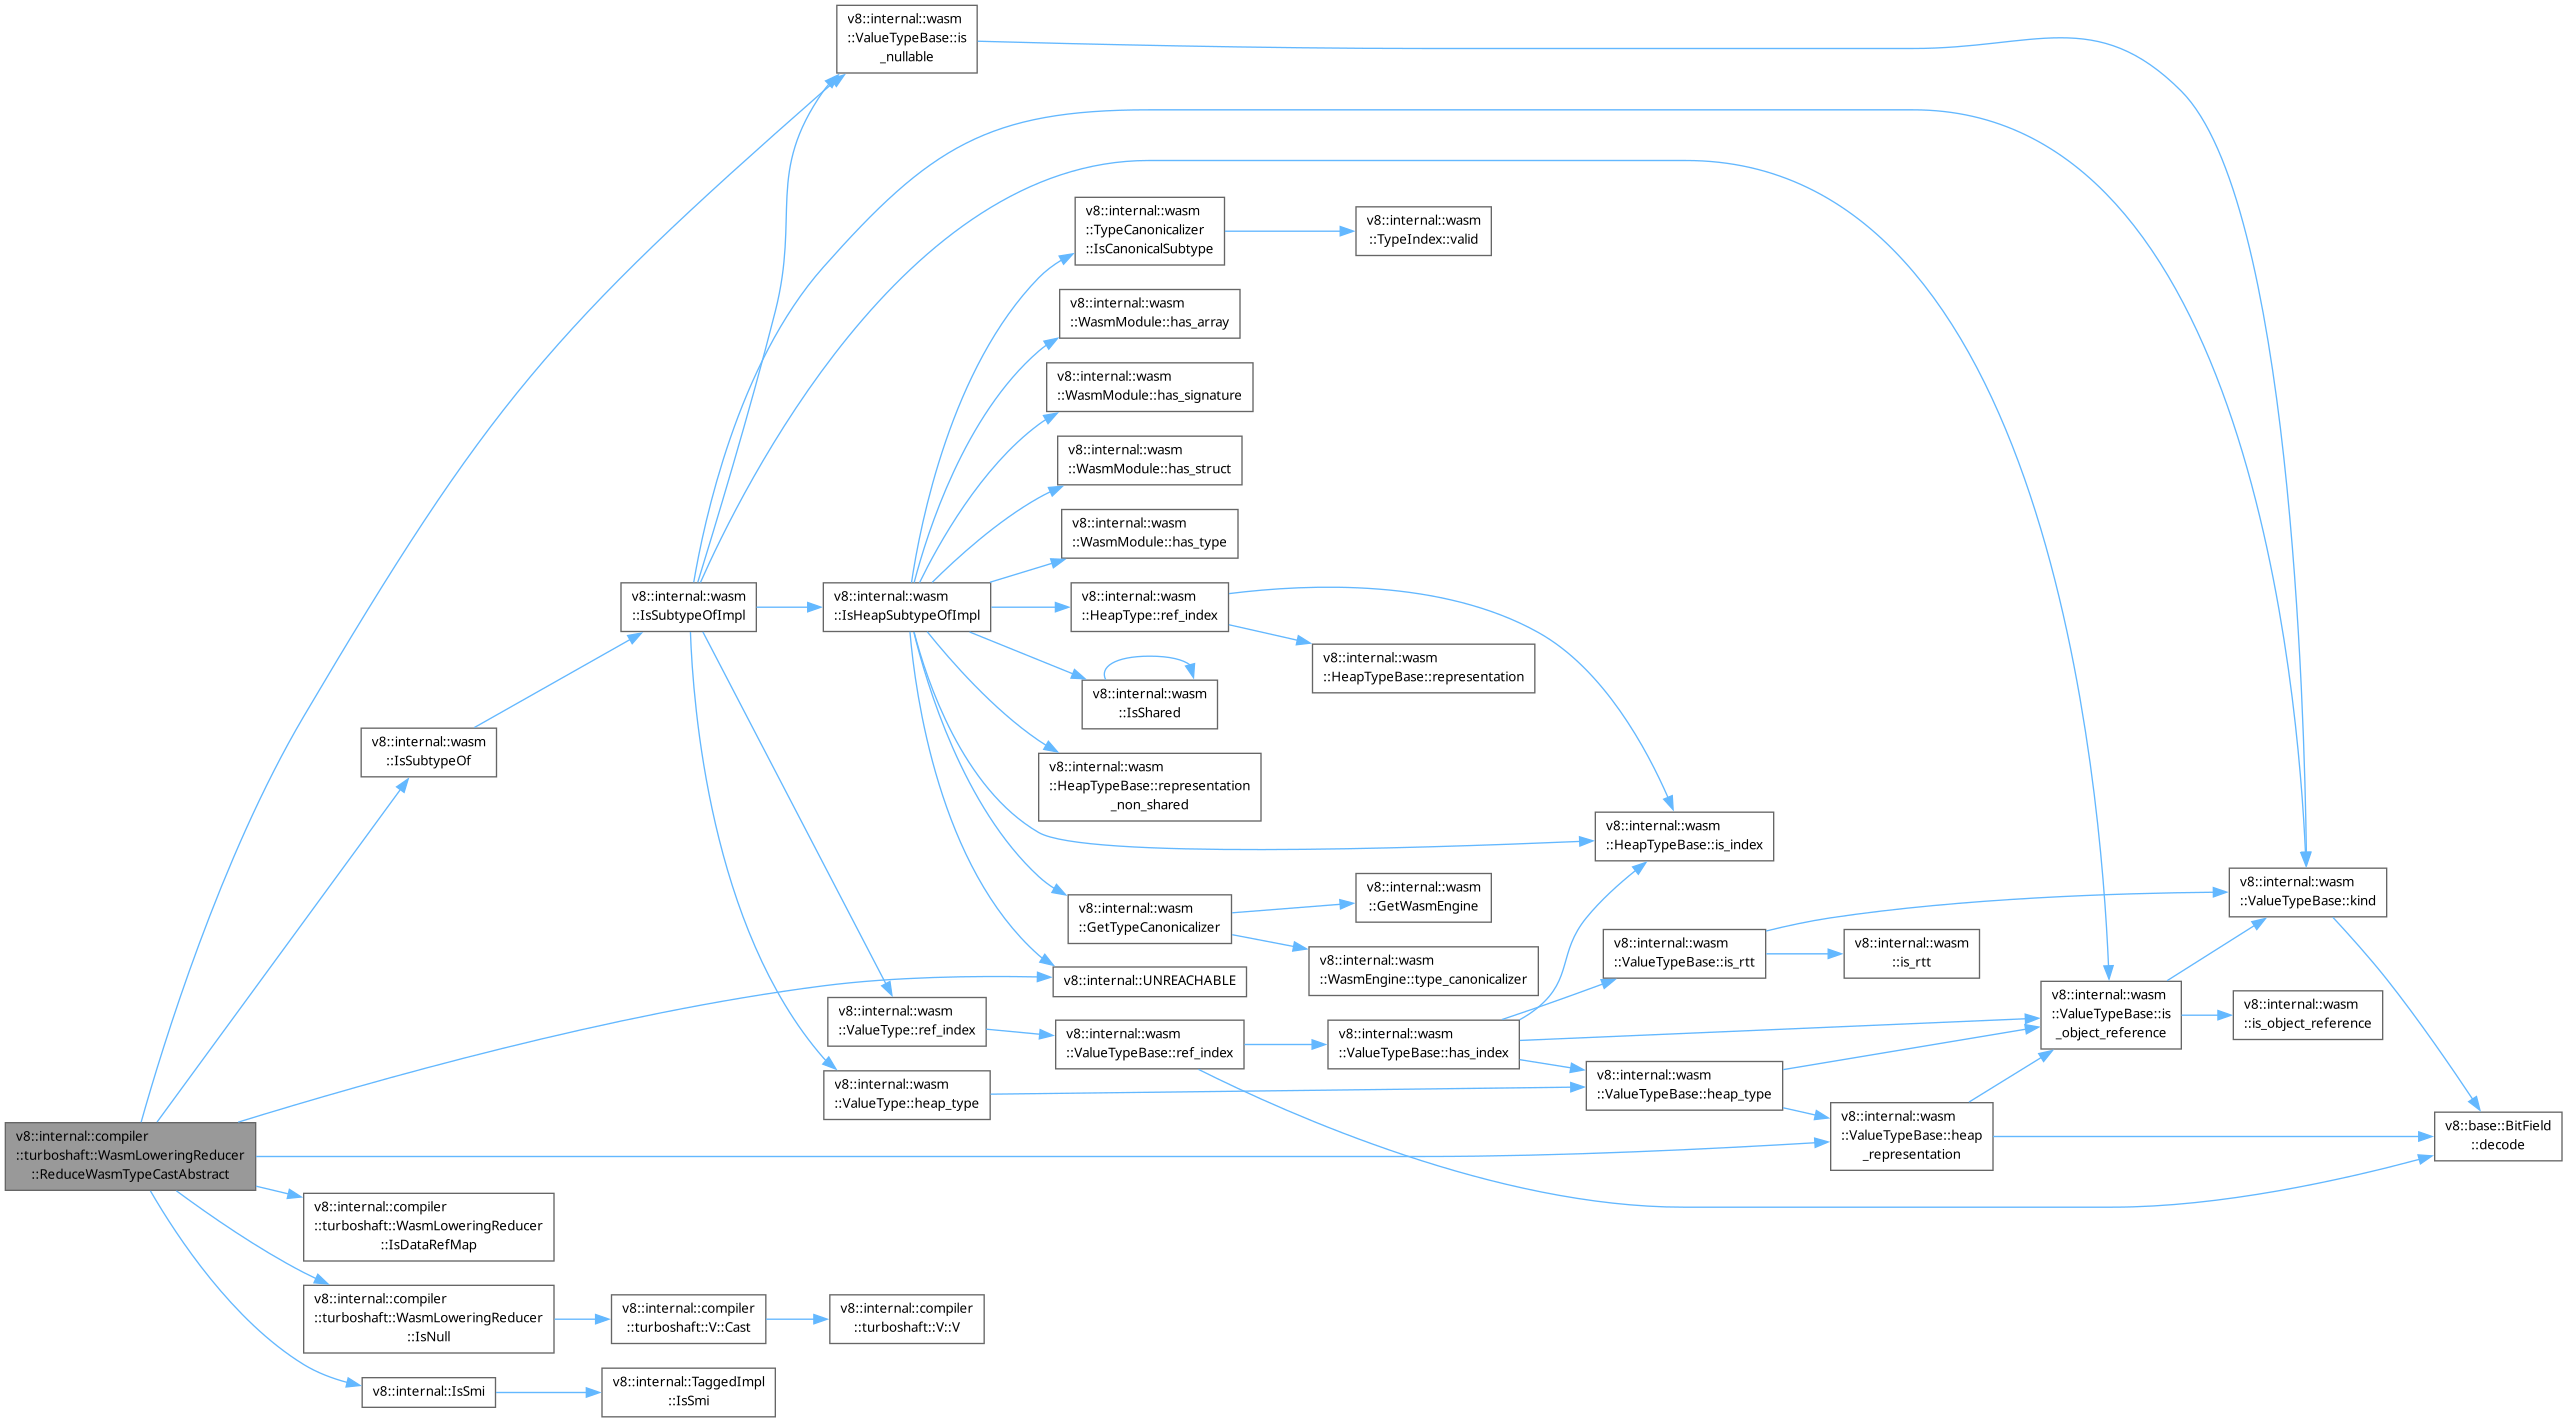 v8::internal::wasm
::ValueTypeBase::is
_nullable
v8::internal::wasm
::TypeCanonicalizer
::IsCanonicalSubtype
v8::internal::wasm
::TypeIndex::valid
v8::internal::wasm
::WasmModule::has_array
v8::internal::wasm
::WasmModule::has_signature
v8::internal::wasm
::WasmModule::has_struct
v8::internal::wasm
::WasmModule::has_type
v8::internal::wasm
::IsSubtypeOfImpl
v8::internal::wasm
::IsHeapSubtypeOfImpl
v8::internal::wasm
::HeapType::ref_index
v8::internal::wasm
::HeapTypeBase::representation
v8::internal::wasm
::IsShared
v8::internal::wasm
::IsSubtypeOf
v8::internal::wasm
::HeapTypeBase::representation
_non_shared
v8::internal::wasm
::HeapTypeBase::is_index
v8::internal::wasm
::ValueTypeBase::kind
v8::internal::wasm
::GetTypeCanonicalizer
v8::internal::wasm
::GetWasmEngine
v8::internal::wasm
::WasmEngine::type_canonicalizer
v8::internal::wasm
::ValueTypeBase::is_rtt
v8::internal::wasm
::is_rtt
v8::internal::UNREACHABLE
v8::internal::wasm
::ValueTypeBase::is
_object_reference
v8::internal::wasm
::is_object_reference
v8::internal::wasm
::ValueType::ref_index
v8::internal::wasm
::ValueTypeBase::ref_index
v8::internal::wasm
::ValueTypeBase::has_index
v8::internal::wasm
::ValueType::heap_type
v8::internal::wasm
::ValueTypeBase::heap_type
v8::internal::wasm
::ValueTypeBase::heap
_representation
v8::base::BitField
::decode
v8::internal::compiler
::turboshaft::WasmLoweringReducer
::ReduceWasmTypeCastAbstract
v8::internal::compiler
::turboshaft::WasmLoweringReducer
::IsDataRefMap
v8::internal::compiler
::turboshaft::WasmLoweringReducer
::IsNull
v8::internal::compiler
::turboshaft::V::Cast
v8::internal::compiler
::turboshaft::V::V
v8::internal::IsSmi
v8::internal::TaggedImpl
::IsSmi